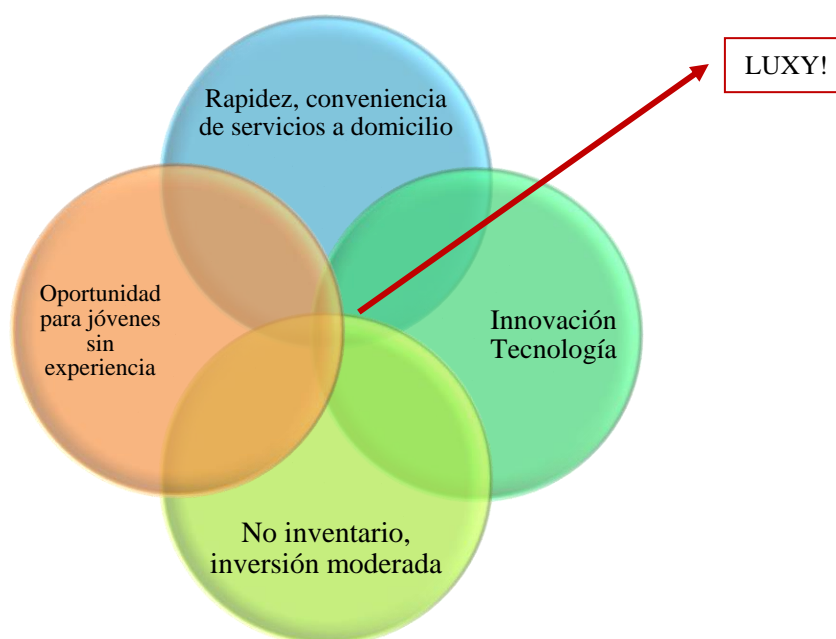 LUXY!
Rapidez, conveniencia
de servicios a domicilio
Oportunidad
para jóvenes
sin
experiencia
Innovación
Tecnología
No inventario,
inversión moderada